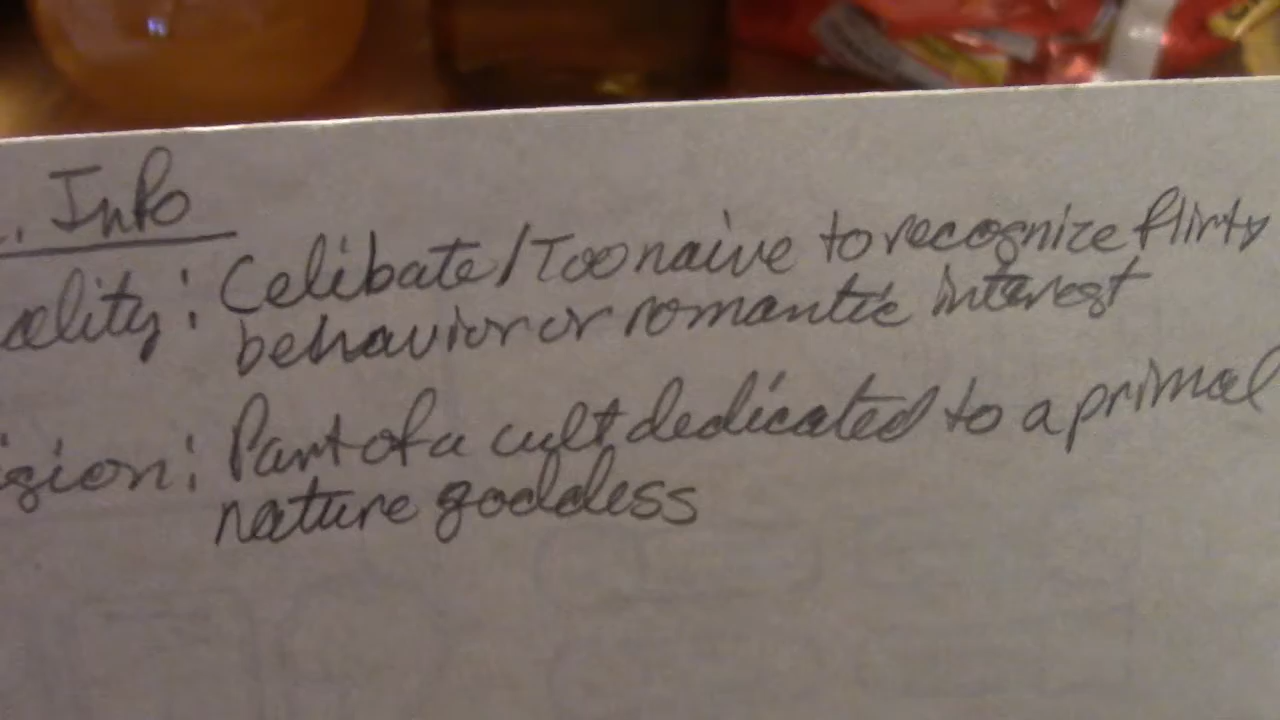 . Info
ality: Celibate/Too naive to recognize flirty
behavior or romantic interest
igion: Part of a cult dedicated to a primal
nature goddess